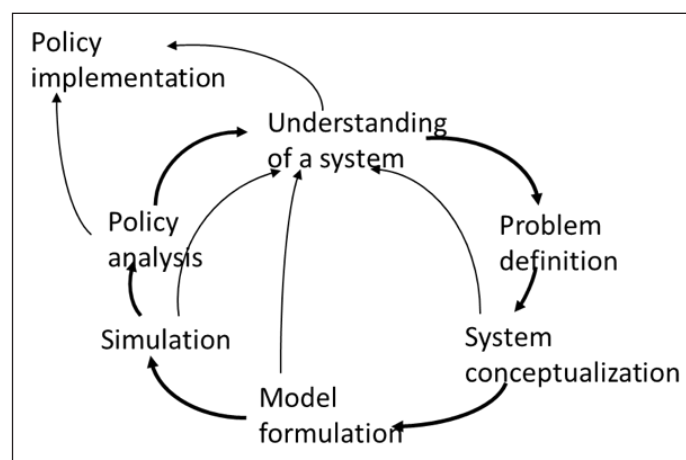 Policy
implementation
Understanding
of a system
Policy
analysis
Problem
definition
Simulation
System
conceptualization
Model
formulation